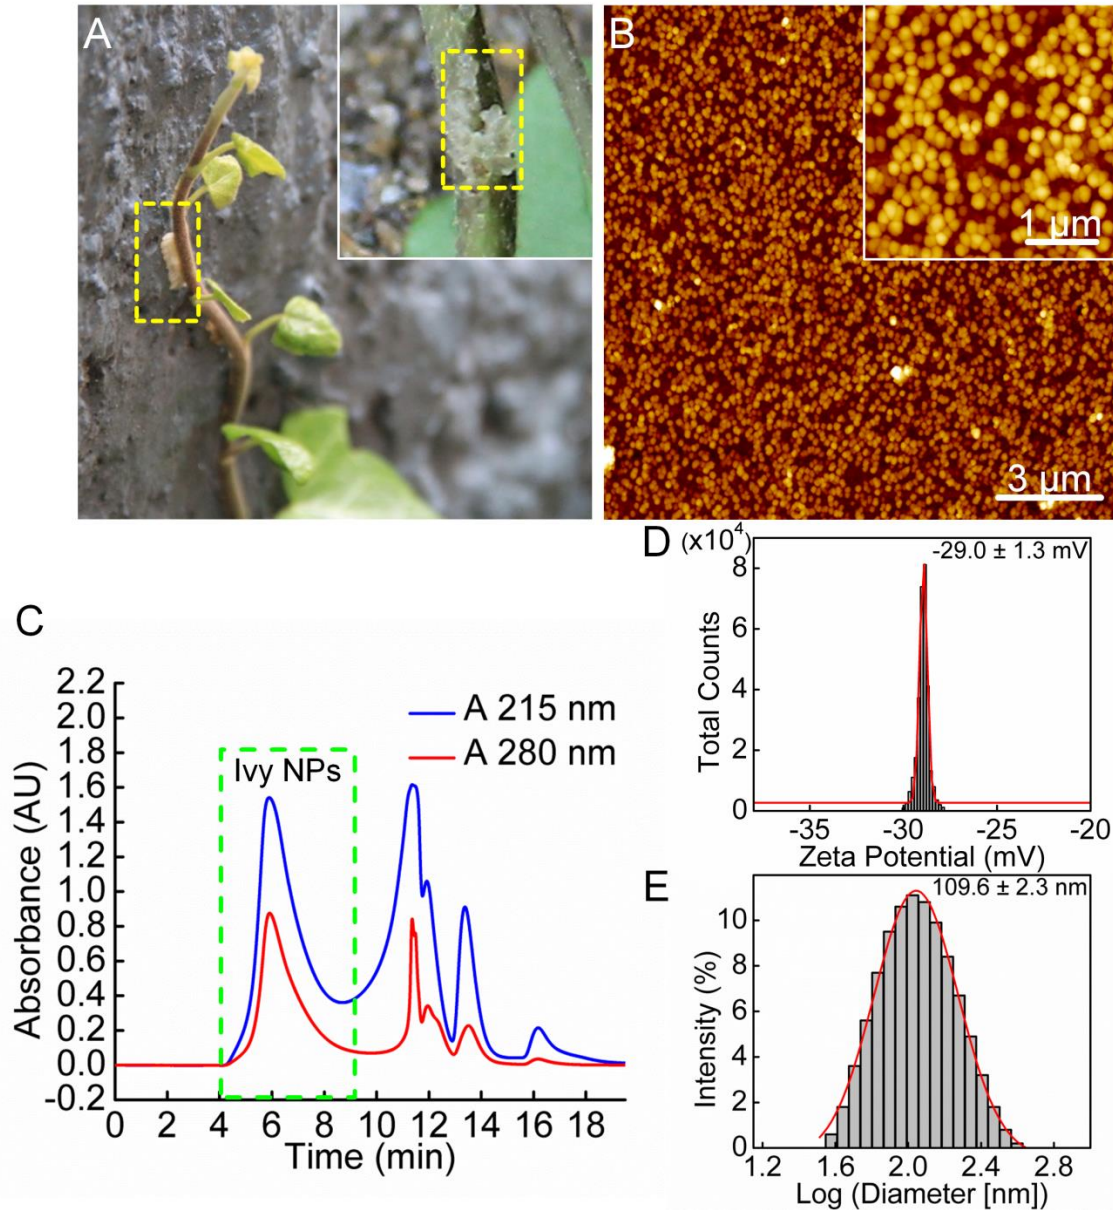 A
B
1 µm
3 µm
C
Absorbance (AU)
2.2
2.0
1.8
1.6
1.4
1.2
1.0
0.8
0.6
0.4
0.2
0.0
-0.2
A 215 nm
A 280 nm
Ivy NPs
0 2 4 6 8 10 12 14 16 18
Time (min)
D
(x10⁴)
-29.0 ± 1.3 mV
Total Counts
8
6
4
2
0
-35 -30 -25 -20
Zeta Potential (mV)
E
109.6 ± 2.3 nm
Intensity (%)
10
8
6
4
2
0
1.2 1.6 2.0 2.4 2.8
Log (Diameter [nm])